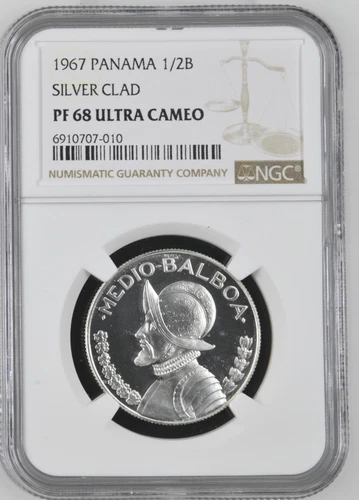 1967 PANAMA 1/2B
SILVER CLAD
PF 68 ULTRA CAMEO
6910707-010
NUMISMATIC GUARANTY COMPANY
NGC®
·MEDIO-BALBOA·